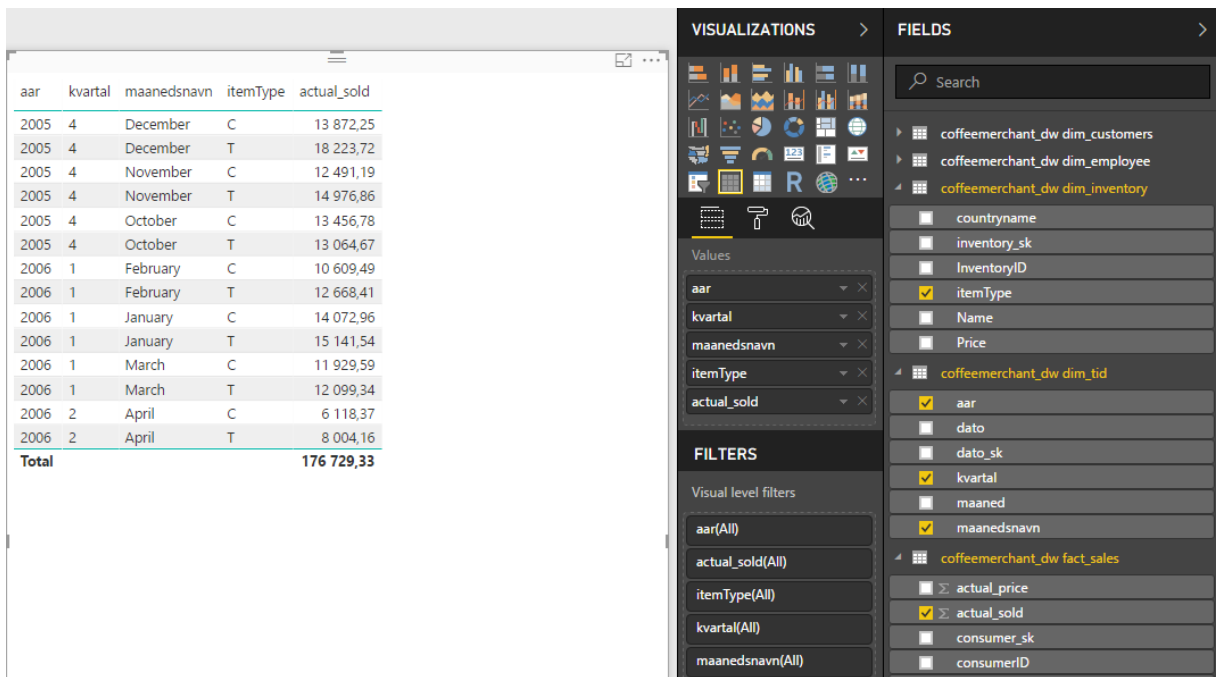 aar kvartal maanedsnavn itemType actual_sold
2005 4 December C 13 872,25
2005 4 December T 18 223,72
2005 4 November C 12 491,19
2005 4 November T 14 976,86
2005 4 October C 13 456,78
2005 4 October T 13 064,67
2006 1 February C 10 609,49
2006 1 February T 12 668,41
2006 1 January C 14 072,96
2006 1 January T 15 141,54
2006 1 March C 11 929,59
2006 1 March T 12 099,34
2006 2 April C 6 118,37
2006 2 April T 8 004,16
Total 176 729,33
VISUALIZATIONS
123
R
Values
aar
kvartal
maanedsnavn
itemType
actual_sold
FILTERS
Visual level filters
aar(All)
actual_sold(All)
itemType(All)
kvartal(All)
maanedsnavn(All)
FIELDS
Search
coffeemerchant_dw dim_customers
coffeemerchant_dw dim_employee
coffeemerchant_dw dim_inventory
countryname
inventory_sk
InventoryID
itemType
Name
Price
coffeemerchant_dw dim_tid
aar
dato
dato_sk
kvartal
maaned
maanedsnavn
coffeemerchant_dw fact_sales
Σ actual_price
Σ actual_sold
consumer_sk
consumerID